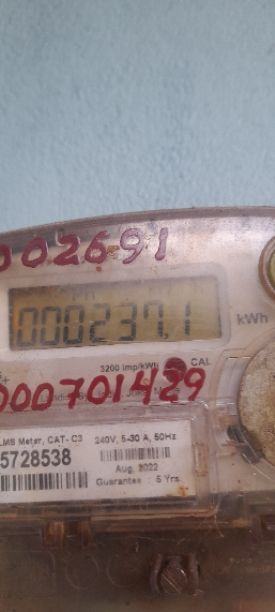 002691
000237.1
kWh
3200 imp/kWh CAL
000701429
LMS Meter, CAT- C3
240V, 5-30 A, 50Hz
5728538
Aug, 2022
Guarantee : 5 Yrs.